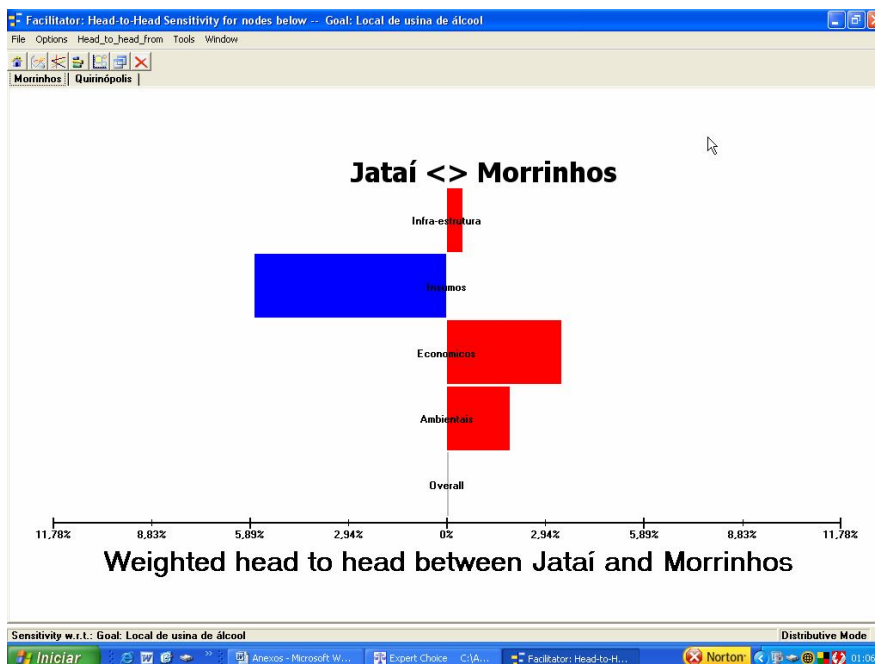 Facilitator: Head-to-Head Sensitivity for nodes below -- Goal: Local de usina de álcool
File Options Head_to_head_from Tools Window
Morrinhos Quirinópolis
Jataí <> Morrinhos
Infra-estrutura
Insumos
Economicos
Ambientais
Overall
11,78% 8,83% 5,89% 2,94% 0% 2,94% 5,89% 8,83% 11,78%
Weighted head to head between Jataí and Morrinhos
Sensitivity w.r.t.: Goal: Local de usina de álcool Distributive Mode
Iniciar Anexos - Microsoft W... Expert Choice C:\A... Facilitator: Head-to-H... Norton 01:06